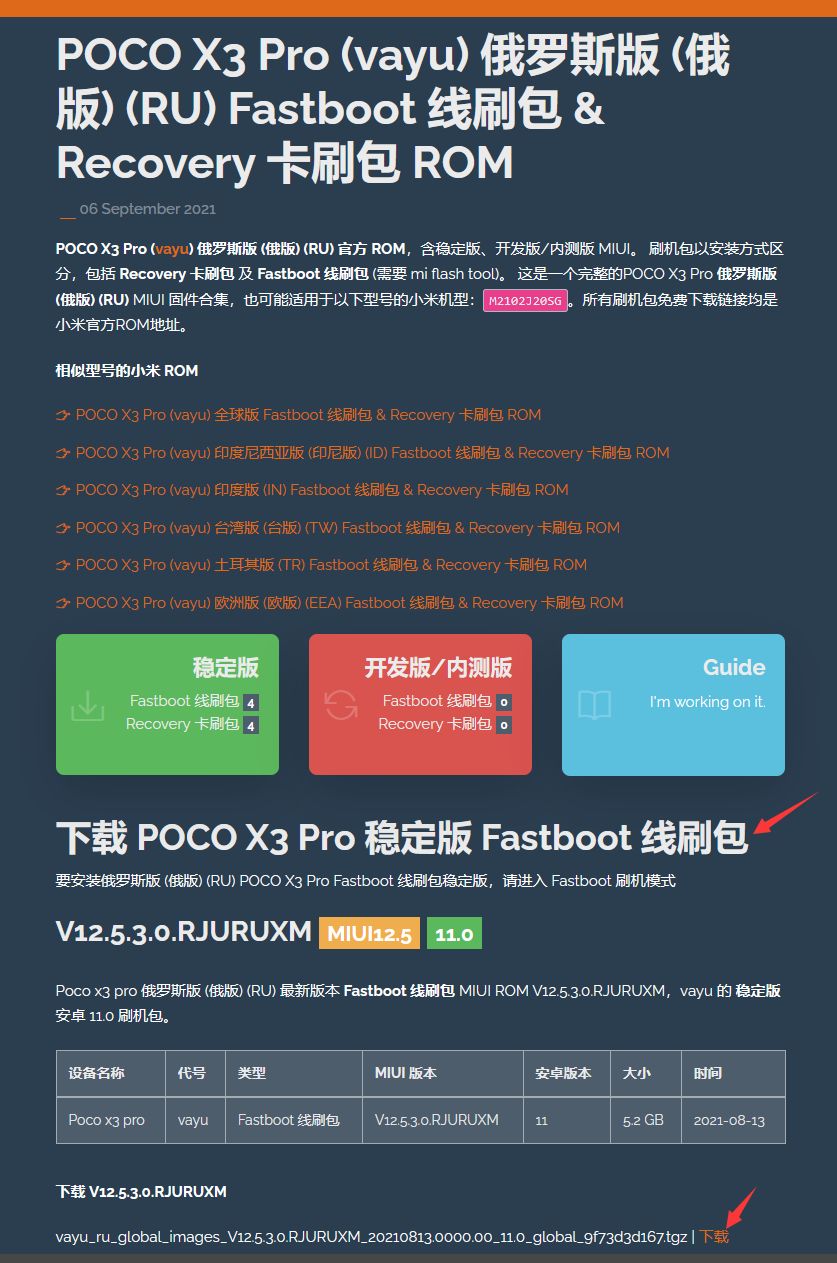 POCO X3 Pro (vayu) 俄罗斯版 (俄
版) (RU) Fastboot 线刷包 &
Recovery 卡刷包 ROM
__ 06 September 2021
POCO X3 Pro (vayu) 俄罗斯版 (俄版) (RU) 官方 ROM，含稳定版、开发版/内测版 MIUI。 刷机包以安装方式区
分，包括 Recovery 卡刷包 及 Fastboot 线刷包 (需要 mi flash tool)。 这是一个完整的POCO X3 Pro 俄罗斯版
(俄版) (RU) MIUI 固件合集，也可能适用于以下型号的小米机型：M2102J20SG。所有刷机包免费下载链接均是
小米官方ROM地址。
相似型号的小米 ROM
👉 POCO X3 Pro (vayu) 全球版 Fastboot 线刷包 & Recovery 卡刷包 ROM
👉 POCO X3 Pro (vayu) 印度尼西亚版 (印尼版) (ID) Fastboot 线刷包 & Recovery 卡刷包 ROM
👉 POCO X3 Pro (vayu) 印度版 (IN) Fastboot 线刷包 & Recovery 卡刷包 ROM
👉 POCO X3 Pro (vayu) 台湾版 (台版) (TW) Fastboot 线刷包 & Recovery 卡刷包 ROM
👉 POCO X3 Pro (vayu) 土耳其版 (TR) Fastboot 线刷包 & Recovery 卡刷包 ROM
👉 POCO X3 Pro (vayu) 欧洲版 (欧版) (EEA) Fastboot 线刷包 & Recovery 卡刷包 ROM
稳定版
Fastboot 线刷包 4
Recovery 卡刷包 4
开发版/内测版
Fastboot 线刷包 0
Recovery 卡刷包 0
Guide
I'm working on it.
下载 POCO X3 Pro 稳定版 Fastboot 线刷包
要安装俄罗斯版 (俄版) (RU) POCO X3 Pro Fastboot 线刷包稳定版，请进入 Fastboot 刷机模式
V12.5.3.0.RJURUXM MIUI12.5 11.0
Poco x3 pro 俄罗斯版 (俄版) (RU) 最新版本 Fastboot 线刷包 MIUI ROM V12.5.3.0.RJURUXM，vayu 的 稳定版
安卓 11.0 刷机包。
设备名称 代号 类型 MIUI 版本 安卓版本 大小 时间
Poco x3 pro vayu Fastboot 线刷包 V12.5.3.0.RJURUXM 11 5.2 GB 2021-08-13
下载 V12.5.3.0.RJURUXM
vayu_ru_global_images_V12.5.3.0.RJURUXM_20210813.0000.00_11.0_global_9f73d3d167.tgz | 下载